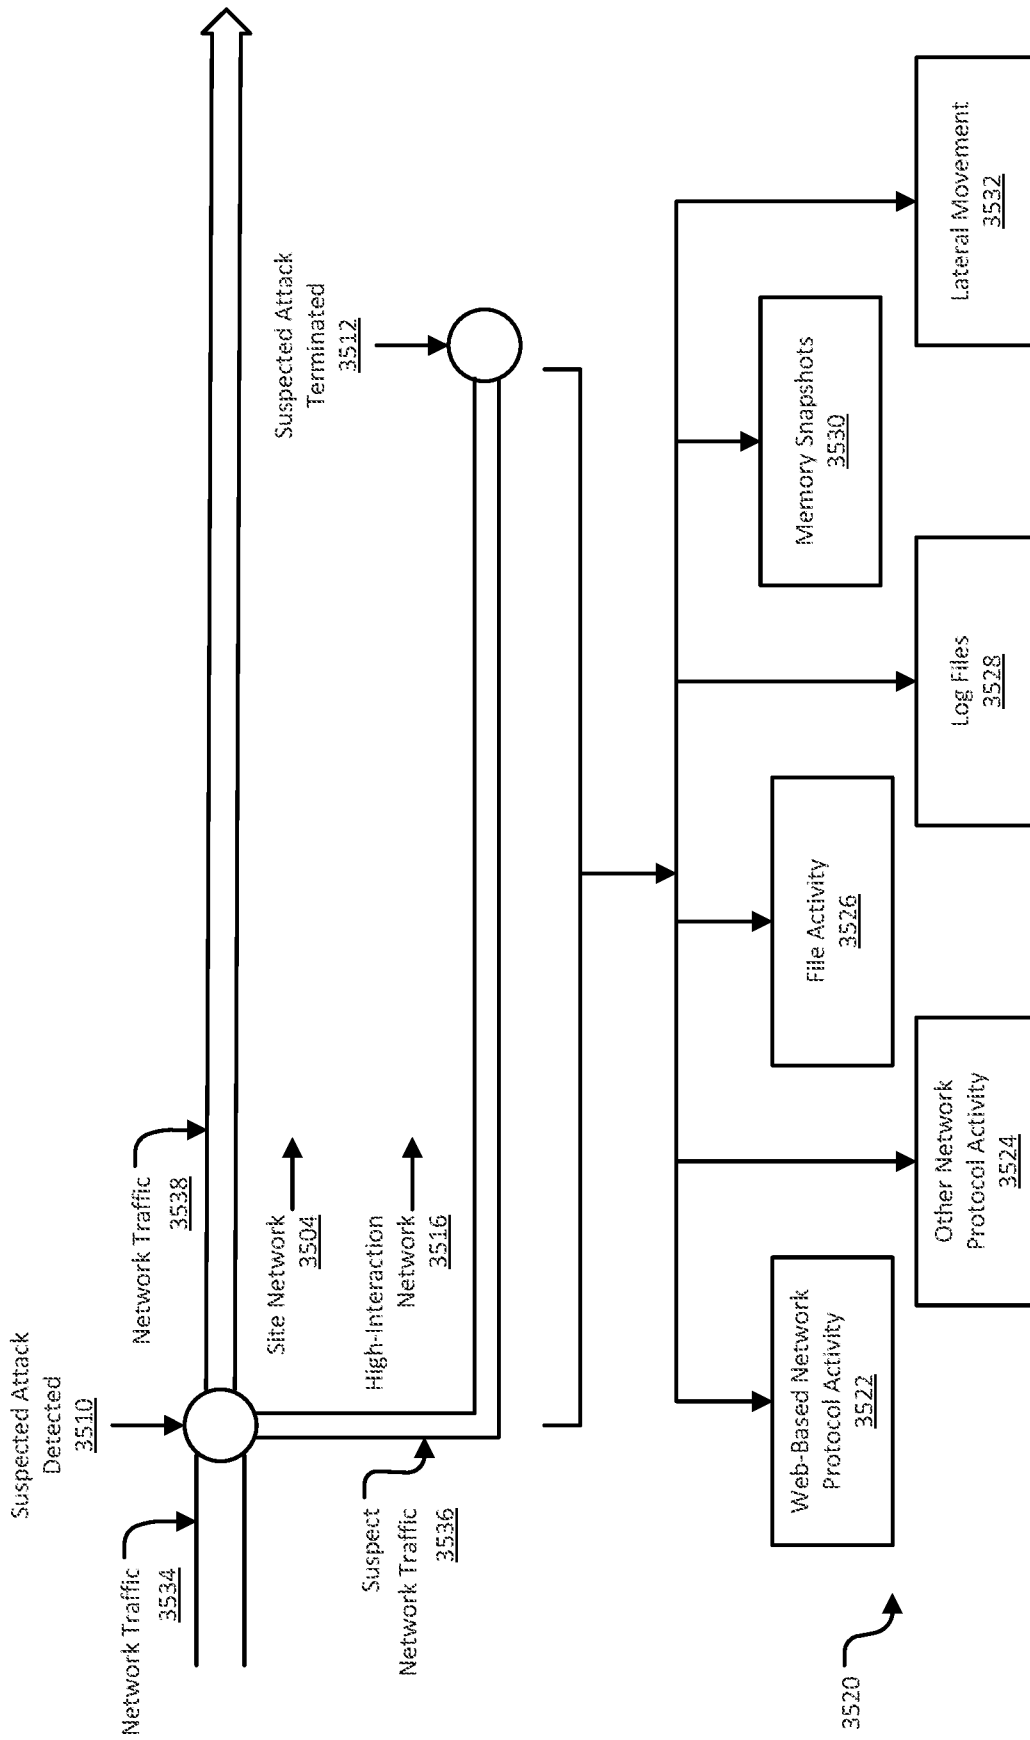 Suspected Attack
Detected
3510
Network Traffic
3534
Network Traffic
3538
Site Network
3504
High-Interaction
Network
3516
Suspect
Network Traffic
3536
Suspected Attack
Terminated
3512
Web-Based Network
Protocol Activity
3522
Other Network
Protocol Activity
3524
File Activity
3526
Log Files
3528
Memory Snapshots
3530
Lateral Movement
3532
3520